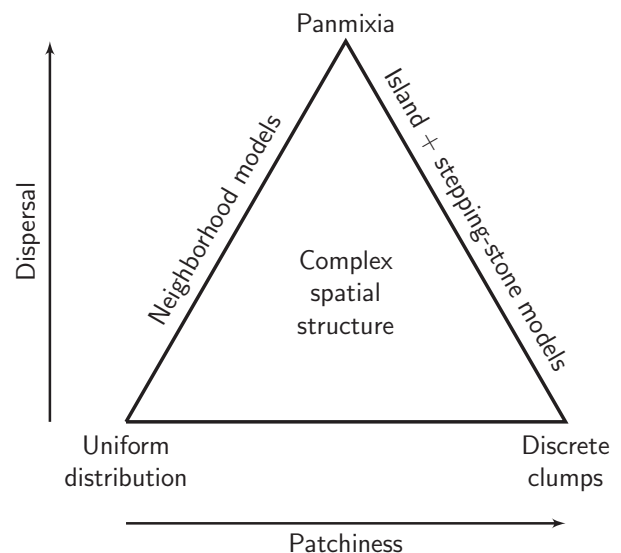 Panmixia
Neighborhood models
Island + stepping-stone models
Dispersal
Complex
spatial
structure
Uniform
distribution
Discrete
clumps
Patchiness